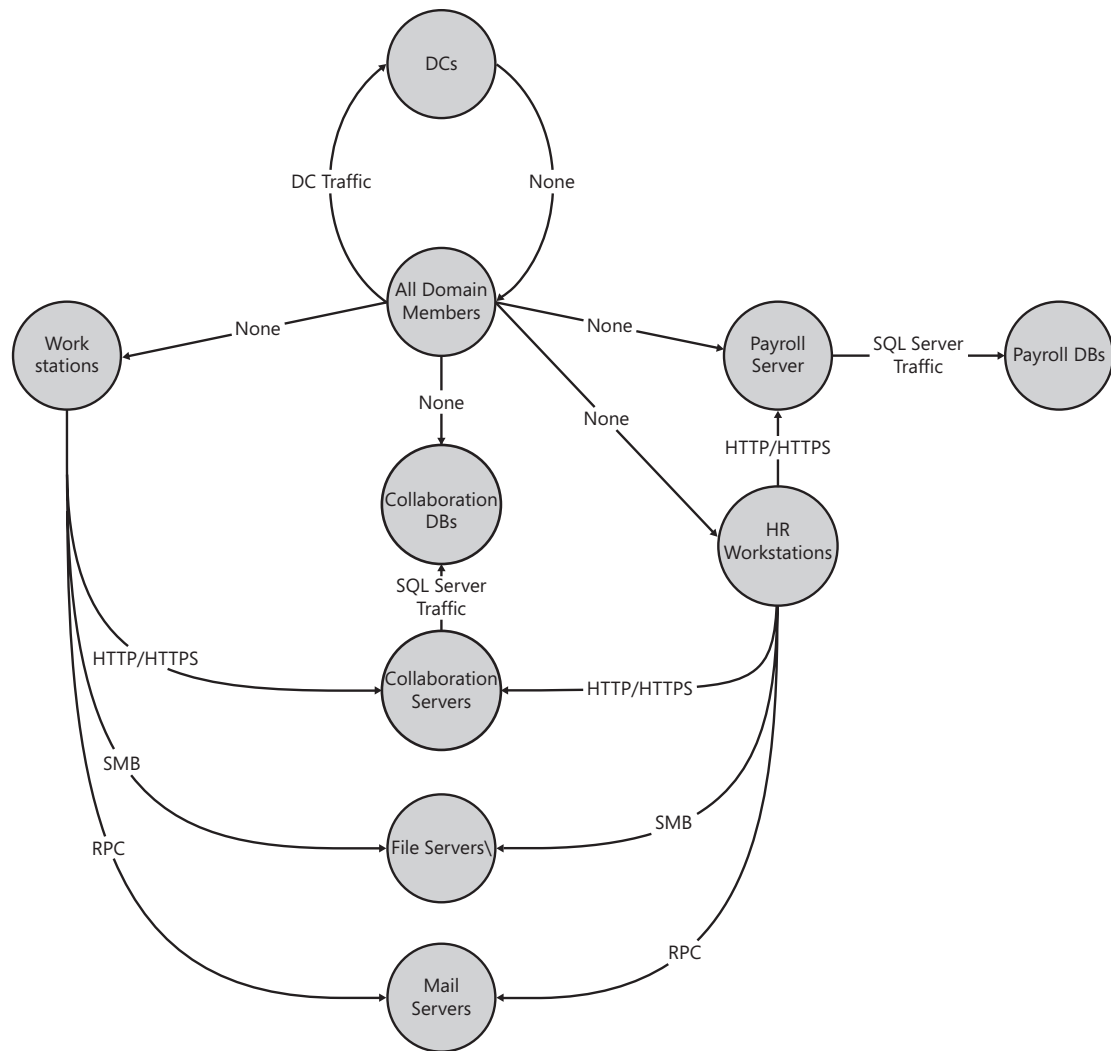 DCs
DC Traffic
None
All Domain
Members
None
None
Work
stations
Payroll
Server
SQL Server
Traffic
Payroll DBs
None
None
HTTP/HTTPS
Collaboration
DBs
HR
Workstations
SQL Server
Traffic
HTTP/HTTPS
Collaboration
Servers
HTTP/HTTPS
SMB
File Servers\
SMB
RPC
Mail
Servers
RPC